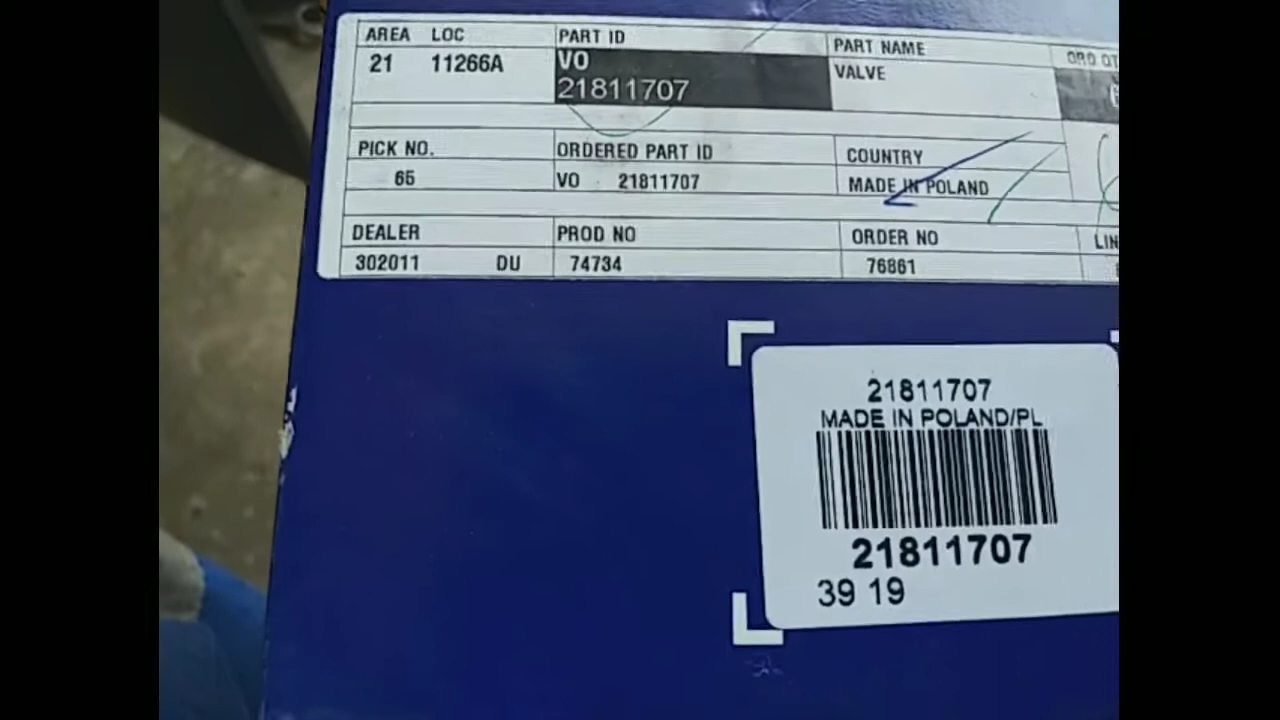 AREA LOC PART ID PART NAME ORD QT
21 11266A VO VALVE
21811707
PICK NO. ORDERED PART ID COUNTRY
65 VO 21811707 MADE IN POLAND
DEALER PROD NO ORDER NO LIN
302011 DU 74734 76861
21811707
MADE IN POLAND/PL
21811707
39 19